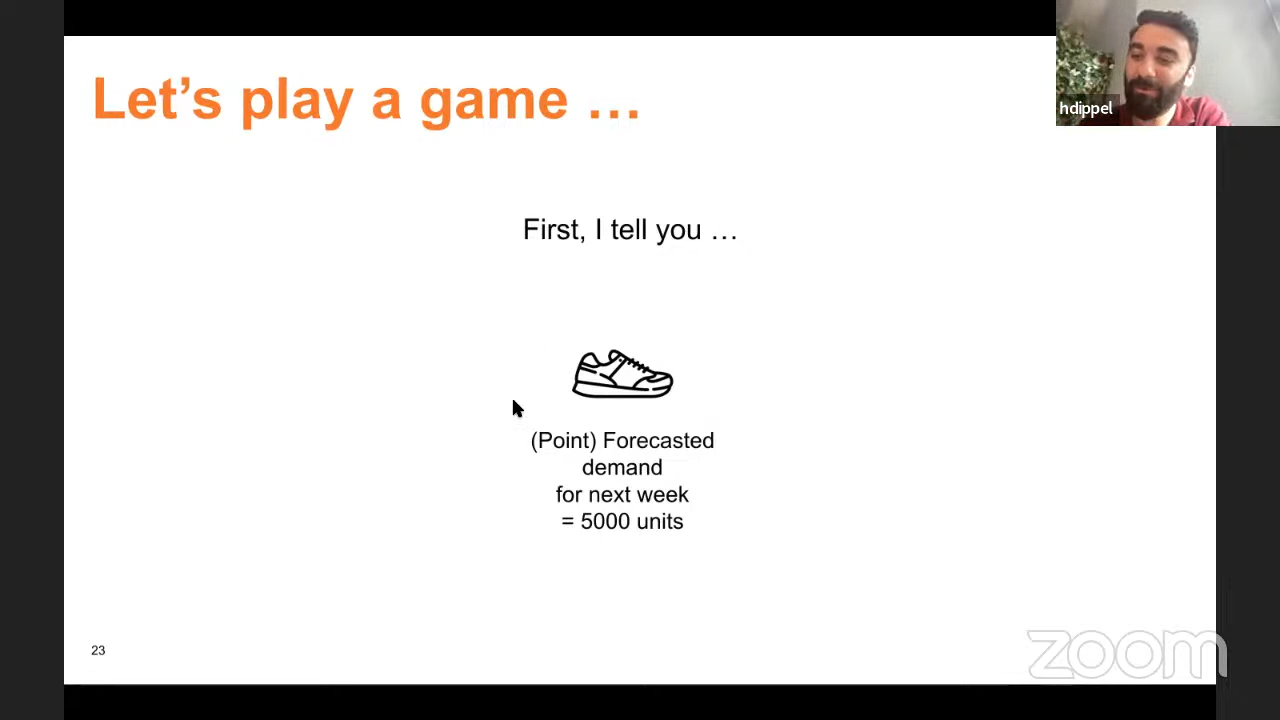 Let's play a game …
hdippel
First, I tell you …
(Point) Forecasted
demand
for next week
= 5000 units
23
zoom